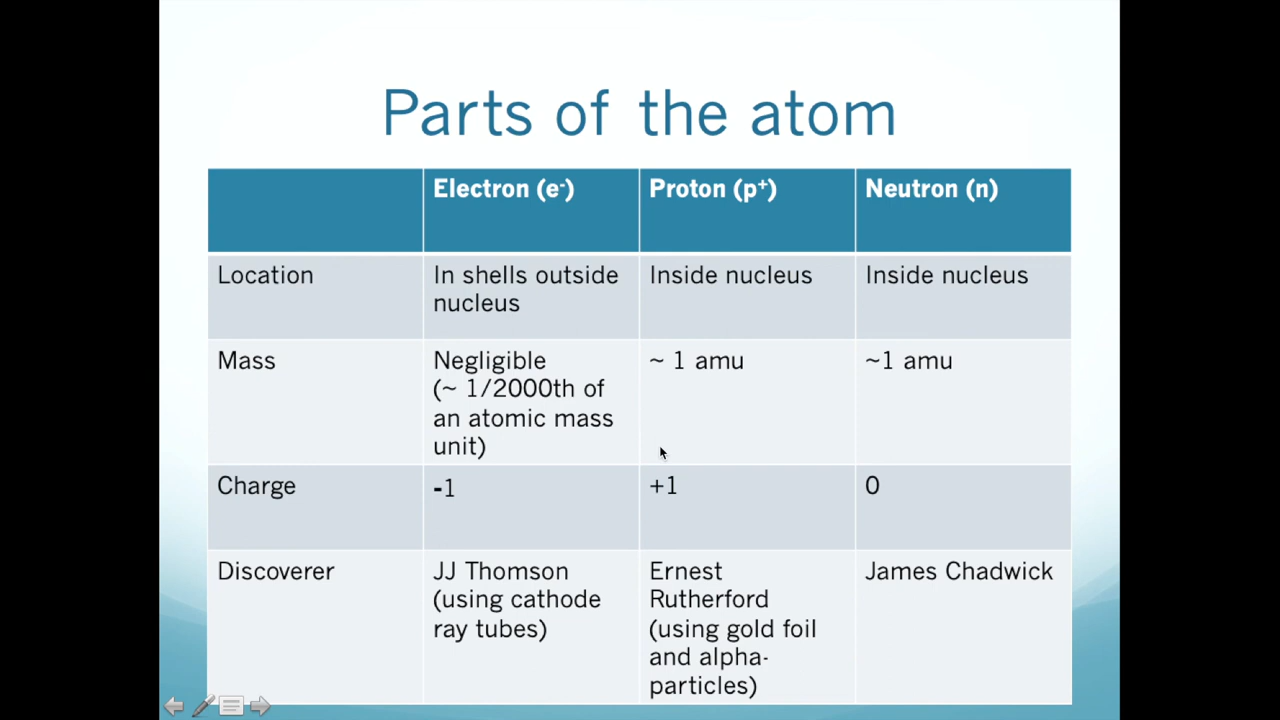 Parts of the atom
Electron (e-) Proton (p+) Neutron (n)
Location In shells outside Inside nucleus Inside nucleus
nucleus
Mass Negligible ~ 1 amu ~1 amu
(~ 1/2000th of
an atomic mass
unit)
Charge -1 +1 0
Discoverer JJ Thomson Ernest James Chadwick
(using cathode Rutherford
ray tubes) (using gold foil
and alpha-
particles)